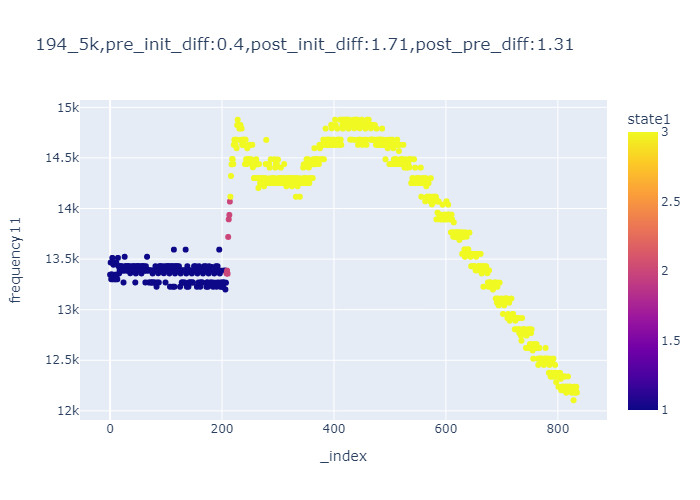 194_5k,pre_init_diff:0.4,post_init_diff:1.71,post_pre_diff:1.31
state1
15k
14.5k
14k
13.5k
13k
12.5k
12k
frequency11
0
200
400
600
800
_index
3
2.5
2
1.5
1